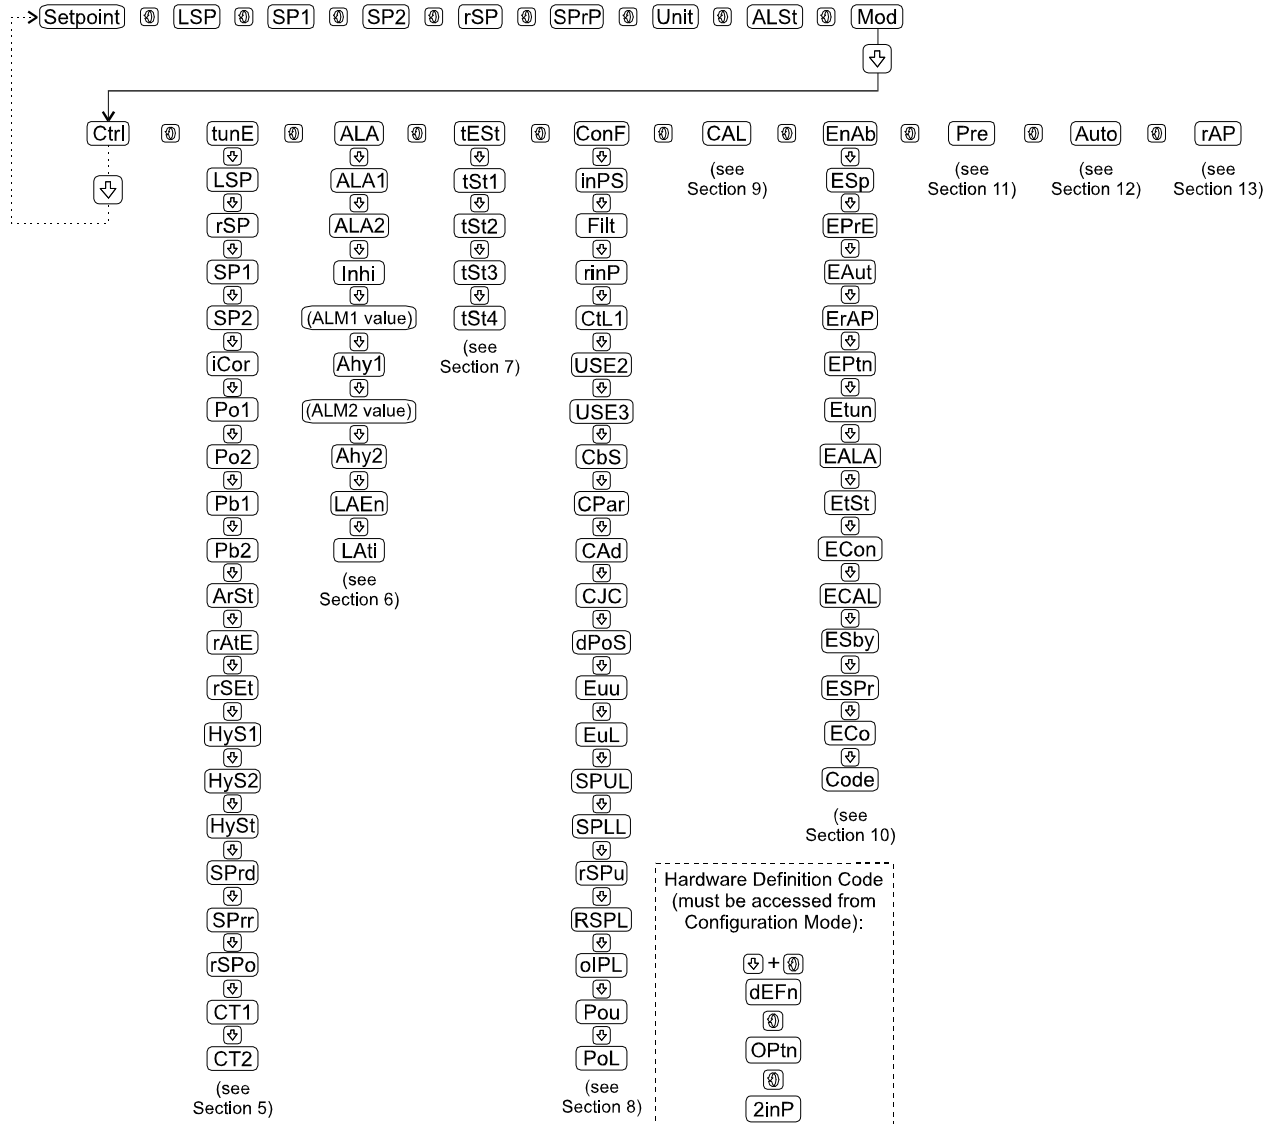 Setpoint LSP SP1 SP2 rSP SPrP Unit ALSt Mod
Ctrl tunE ALA tESt ConF CAL EnAb Pre Auto rAP
LSP
rSP
SP1
SP2
iCor
Po1
Po2
Pb1
Pb2
ArSt
rAtE
rSEt
HyS1
HyS2
HySt
SPrd
SPrr
rSPo
CT1
CT2
(see
Section 5)
ALA1
ALA2
Inhi
(ALM1 value)
Ahy1
(ALM2 value)
Ahy2
LAEn
LAti
(see
Section 6)
tSt1
tSt2
tSt3
tSt4
(see
Section 7)
inPS
Filt
rinP
CtL1
USE2
USE3
CbS
CPar
CAd
CJC
dPoS
Euu
EuL
SPUL
SPLL
rSPu
RSPL
oIPL
Pou
PoL
(see
Section 8)
(see
Section 9)
ESp
EPrE
EAut
ErAP
EPtn
Etun
EALA
EtSt
ECon
ECAL
ESby
ESPr
ECo
Code
(see
Section 10)
(see
Section 11)
(see
Section 12)
(see
Section 13)
Hardware Definition Code
(must be accessed from
Configuration Mode):
+
dEFn
OPtn
2inP